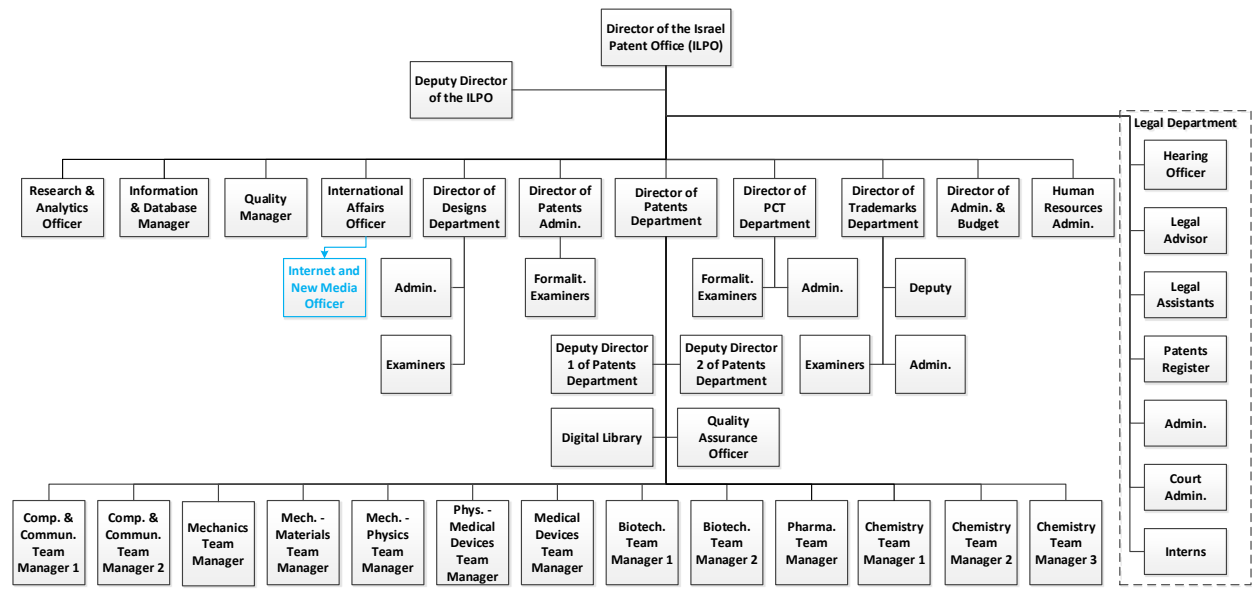 Director of the Israel
Patent Office (ILPO)
Deputy Director
of the ILPO
Legal Department
Hearing
Officer
Legal
Advisor
Legal
Assistants
Patents
Register
Admin.
Court
Admin.
Interns
Research &
Analytics
Officer
Information
& Database
Manager
Quality
Manager
International
Affairs
Officer
Director of
Designs
Department
Director of
Patents
Admin.
Director of
Patents
Department
Director of
PCT
Department
Director of
Trademarks
Department
Director of
Admin. &
Budget
Human
Resources
Admin.
Internet and
New Media
Officer
Admin.
Examiners
Formalit.
Examiners
Formalit.
Examiners
Admin.
Deputy
Examiners
Admin.
Deputy Director
1 of Patents
Department
Deputy Director
2 of Patents
Department
Digital Library
Quality
Assurance
Officer
Comp. &
Commun.
Team
Manager 1
Comp. &
Commun.
Team
Manager 2
Mechanics
Team
Manager
Mech. -
Materials
Team
Manager
Mech. -
Physics
Team
Manager
Phys. -
Medical
Devices
Team
Manager
Medical
Devices
Team
Manager
Biotech.
Team
Manager 1
Biotech.
Team
Manager 2
Pharma.
Team
Manager
Chemistry
Team
Manager 1
Chemistry
Team
Manager 2
Chemistry
Team
Manager 3